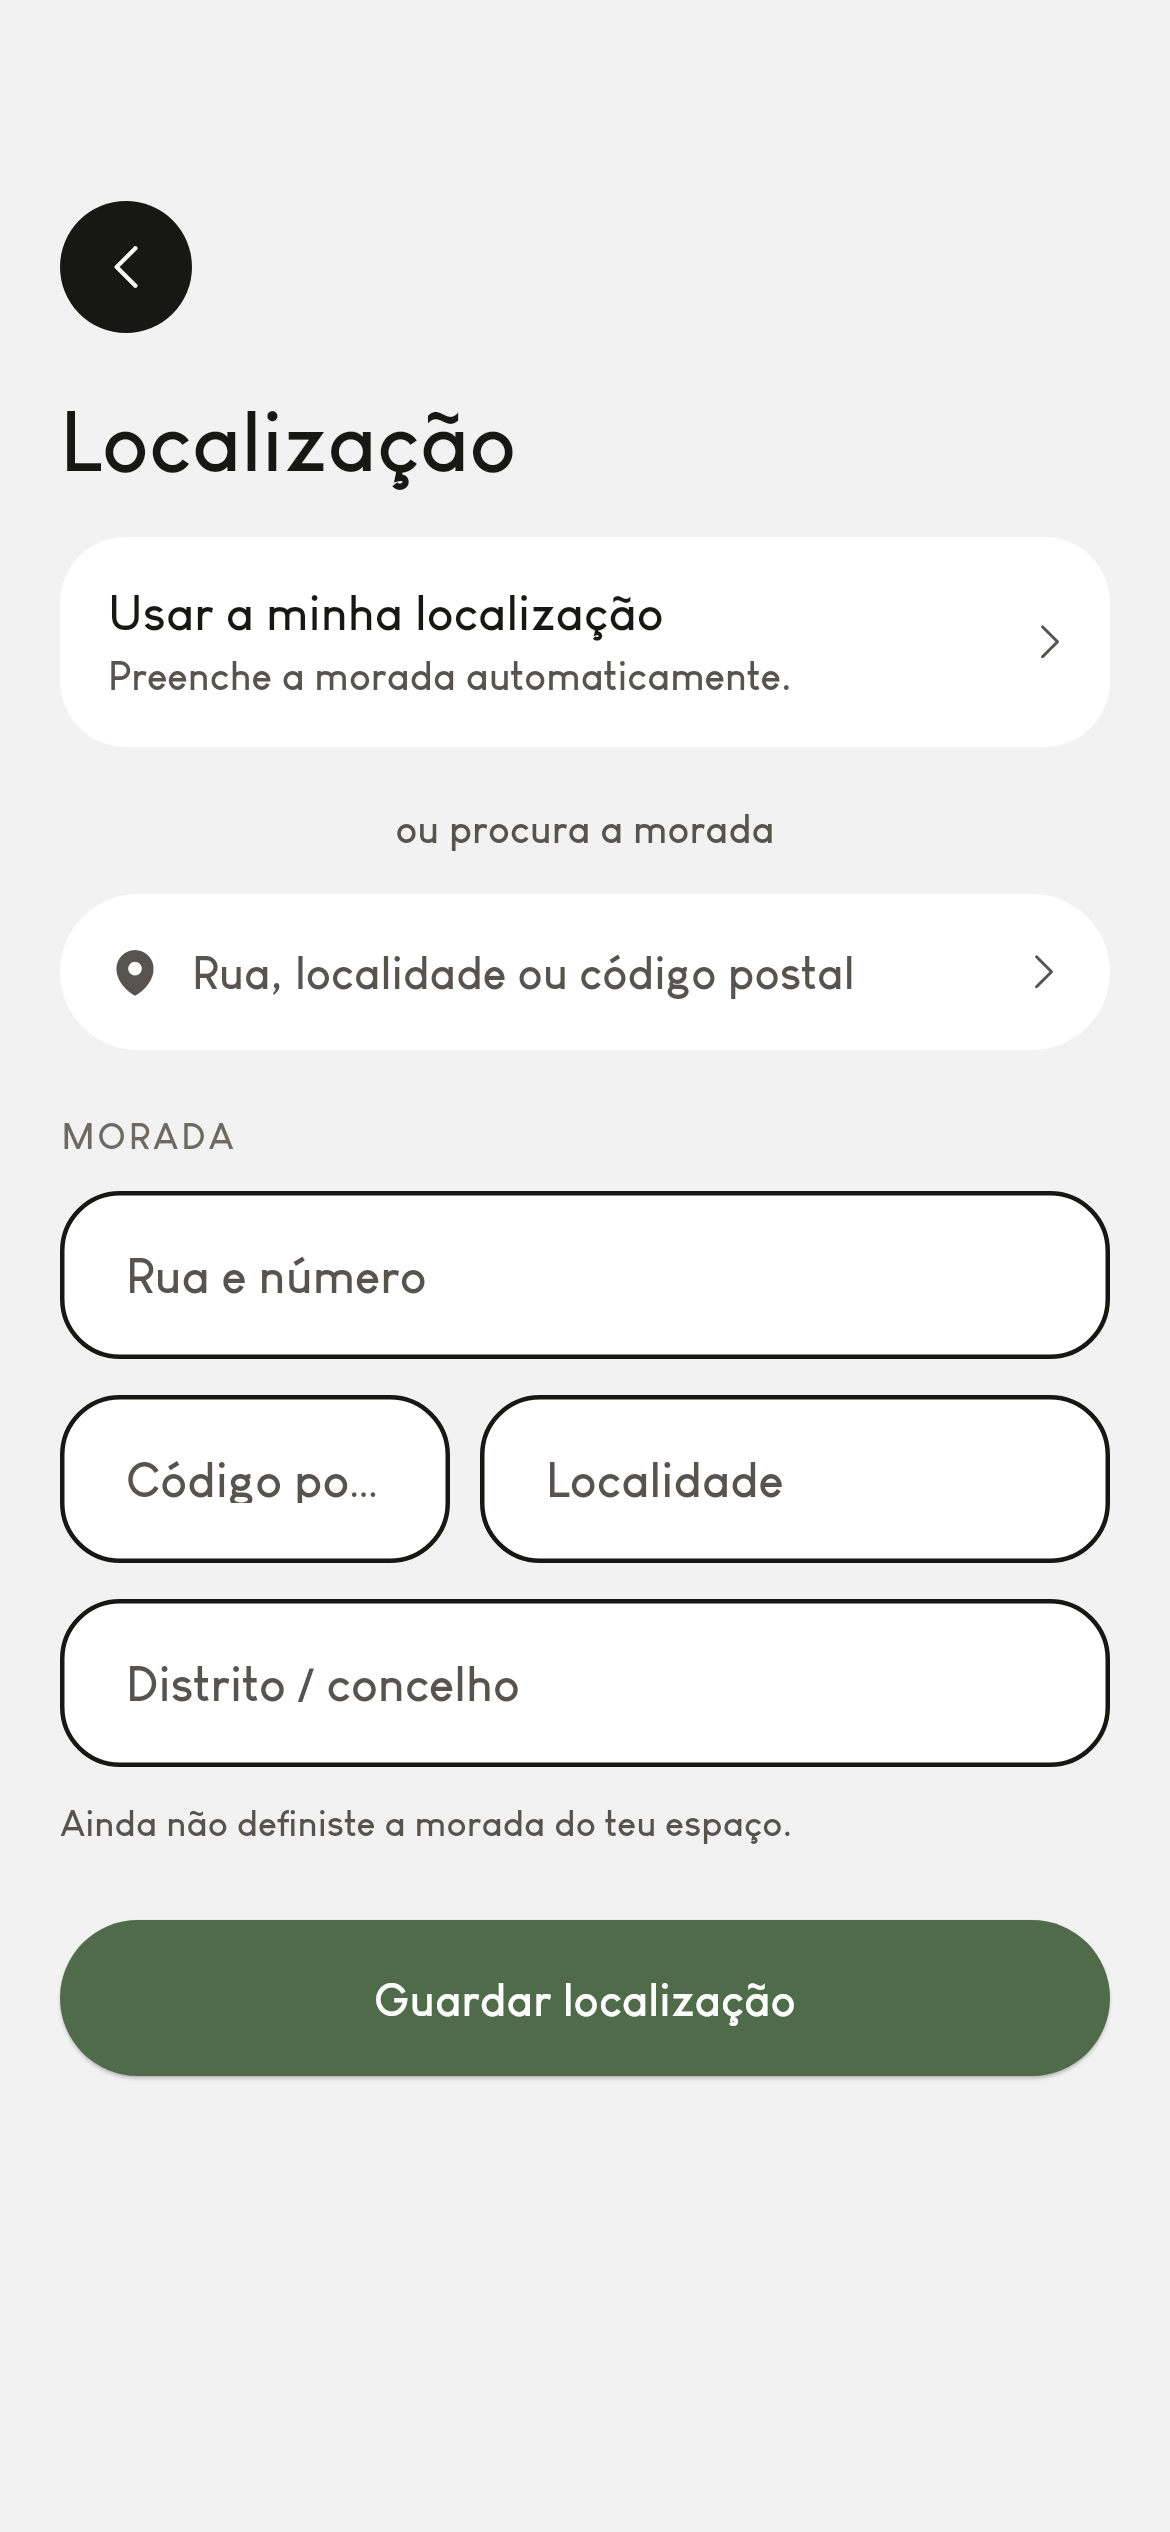 Localização
Usar a minha localização
Preenche a morada automaticamente.
ou procura a morada
Rua, localidade ou código postal
MORADA
Rua e número
Código po...
Localidade
Distrito / concelho
Ainda não definiste a morada do teu espaço.
Guardar localização